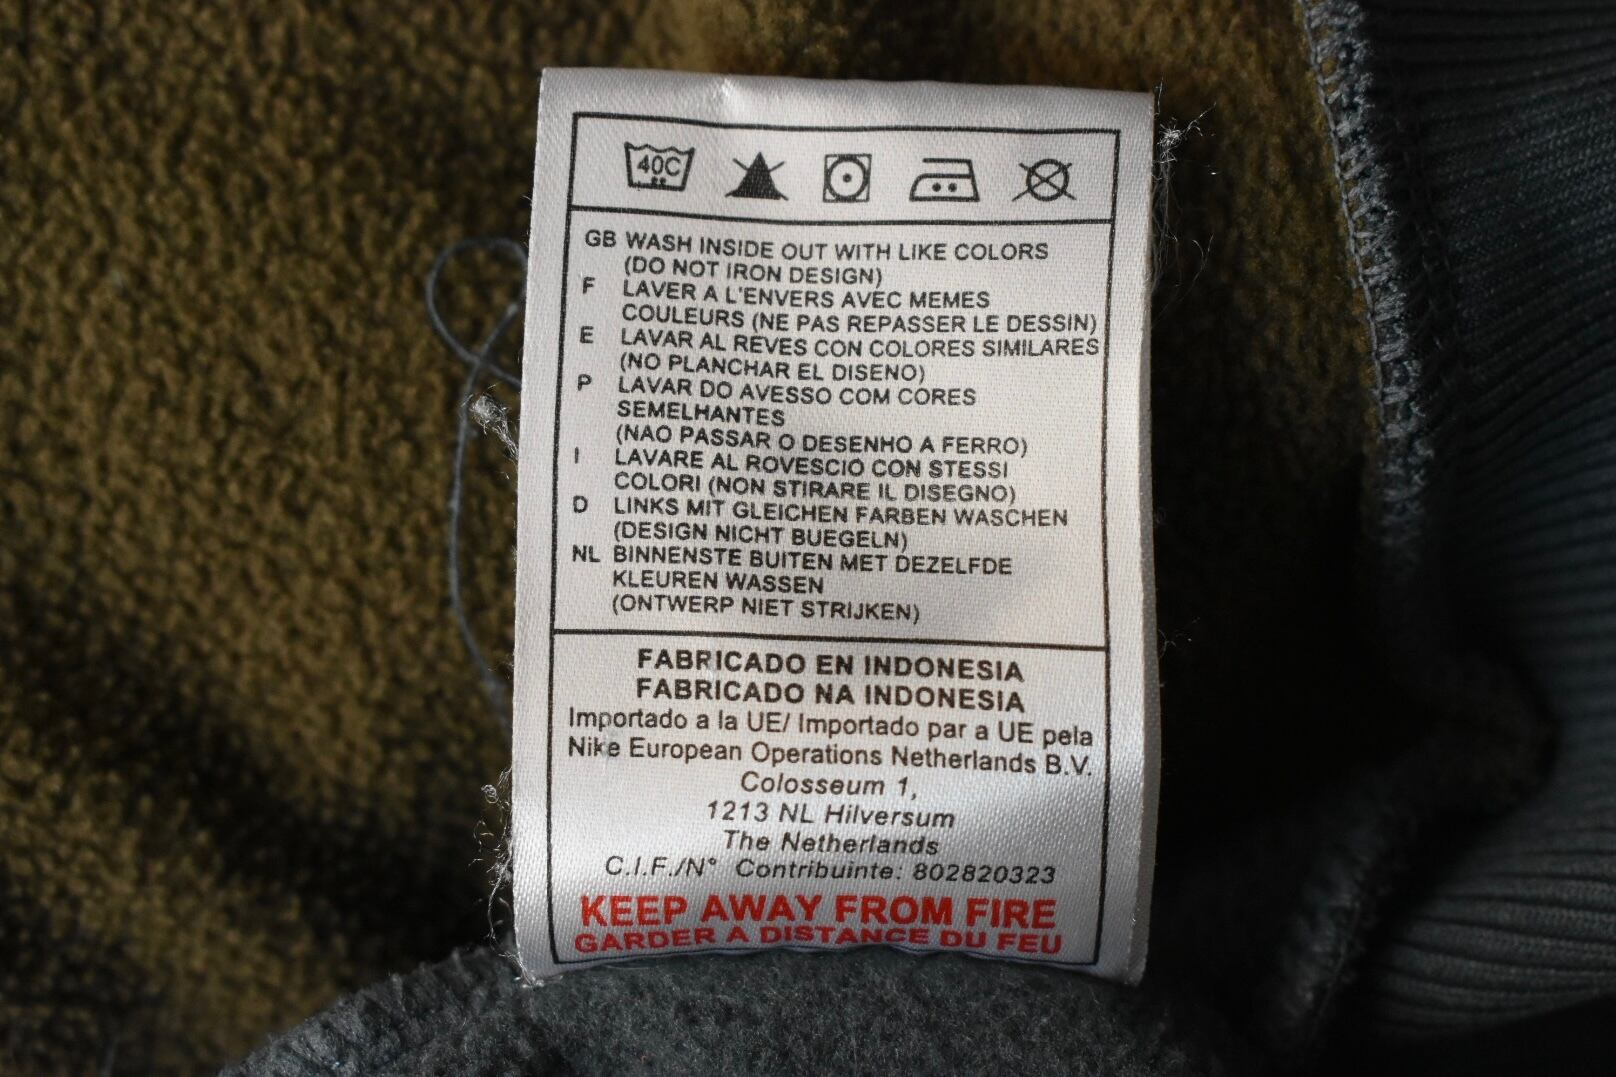 40C
GB WASH INSIDE OUT WITH LIKE COLORS
(DO NOT IRON DESIGN)
F LAVER A L'ENVERS AVEC MEMES
COULEURS (NE PAS REPASSER LE DESSIN)
E LAVAR AL REVES CON COLORES SIMILARES
(NO PLANCHAR EL DISENO)
P LAVAR DO AVESSO COM CORES
SEMELHANTES
(NAO PASSAR O DESENHO A FERRO)
I LAVARE AL ROVESCIO CON STESSI
COLORI (NON STIRARE IL DISEGNO)
D LINKS MIT GLEICHEN FARBEN WASCHEN
(DESIGN NICHT BUEGELN)
NL BINNENSTE BUITEN MET DEZELFDE
KLEUREN WASSEN
(ONTWERP NIET STRIJKEN)
FABRICADO EN INDONESIA
FABRICADO NA INDONESIA
Importado a la UE/ Importado par a UE pela
Nike European Operations Netherlands B.V.
Colosseum 1,
1213 NL Hilversum
The Netherlands
C.I.F./N° Contribuinte: 802820323
KEEP AWAY FROM FIRE
GARDER A DISTANCE DU FEU